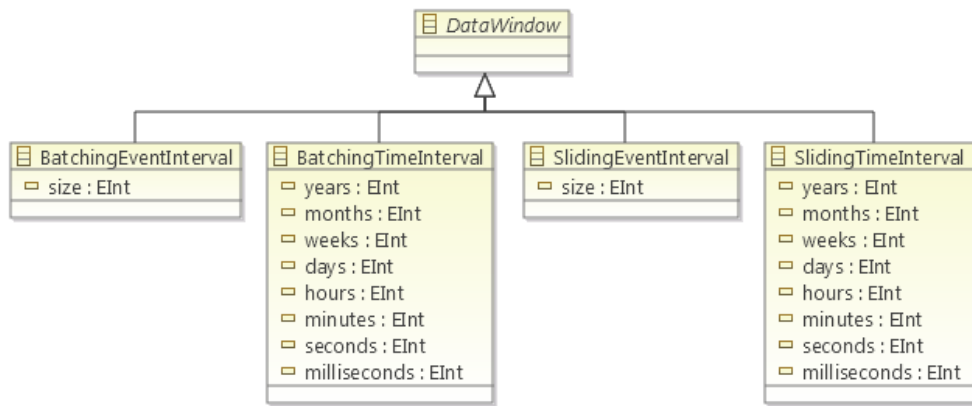 DataWindow
BatchingEventInterval
size : EInt
BatchingTimeInterval
years : EInt
months : EInt
weeks : EInt
days : EInt
hours : EInt
minutes : EInt
seconds : EInt
milliseconds : EInt
SlidingEventInterval
size : EInt
SlidingTimeInterval
years : EInt
months : EInt
weeks : EInt
days : EInt
hours : EInt
minutes : EInt
seconds : EInt
milliseconds : EInt